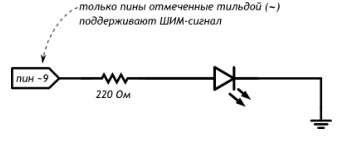 только пины отмеченные тильдой (~)
поддерживают ШИМ-сигнал
пин ~9
220 Ом